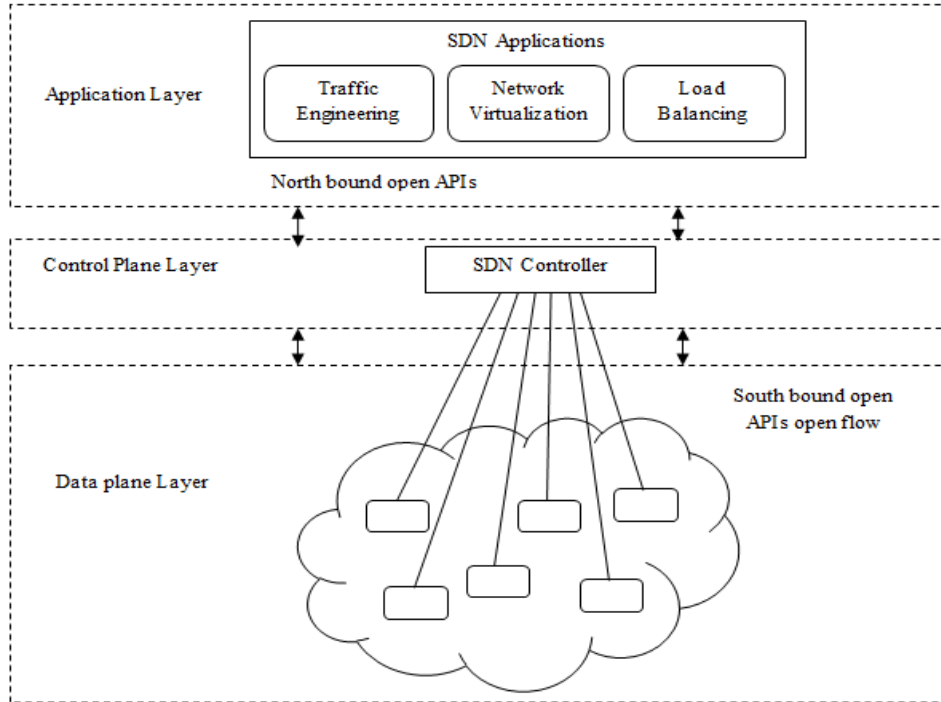 SDN Applications
Application Layer
Traffic
Engineering
Network
Virtualization
Load
Balancing
North bound open APIs
Control Plane Layer
SDN Controller
South bound open
APIs open flow
Data plane Layer